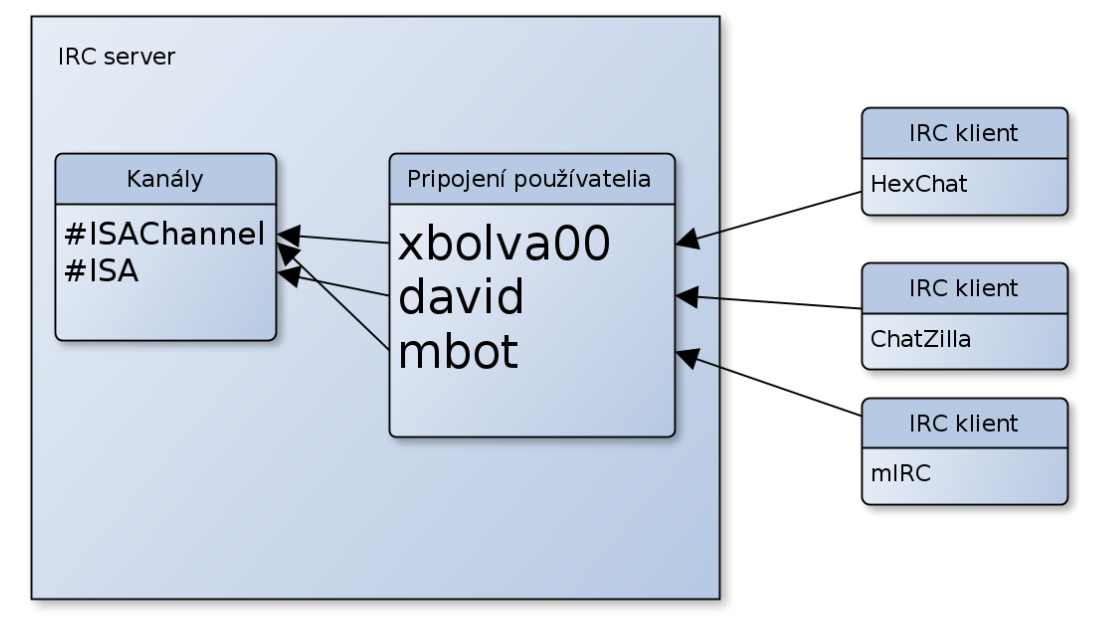 IRC server
Kanály
#ISAChannel
#ISA
Pripojení používatelia
xbolva00
david
mbot
IRC klient
HexChat
IRC klient
ChatZilla
IRC klient
mIRC